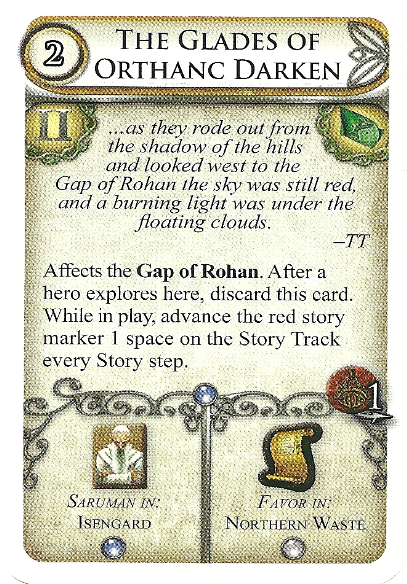 2
THE GLADES OF
ORTHANC DARKEN
II
...as they rode out from
the shadow of the hills
and looked west to the
Gap of Rohan the sky was still red,
and a burning light was under the
floating clouds.
–TT
Affects the Gap of Rohan. After a
hero explores here, discard this card.
While in play, advance the red story
marker 1 space on the Story Track
every Story step.
1
SARUMAN IN:
ISENGARD
FAVOR IN:
NORTHERN WASTE